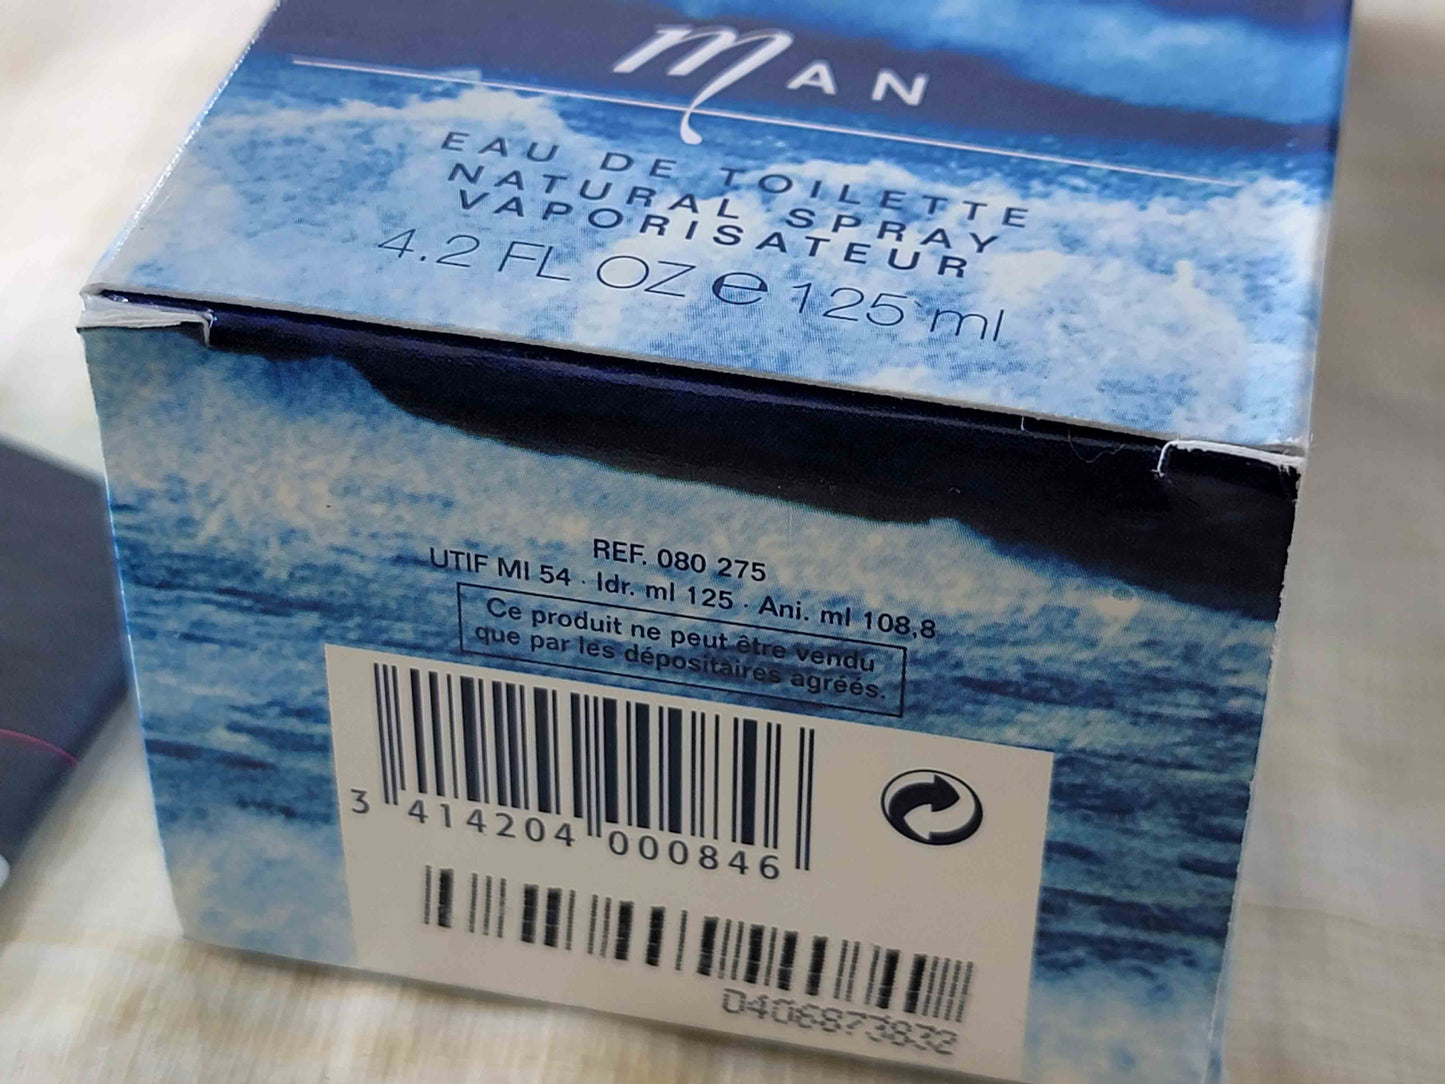 MAN
EAU DE TOILETTE
NATURAL SPRAY
VAPORISATEUR
4.2 FL OZ ℮ 125 ml
REF. 080 275
UTIF MI 54 · Idr. ml 125 · Ani. ml 108,8
Ce produit ne peut être vendu
que par les dépositaires agréés.
3 414204 000846
0406873832